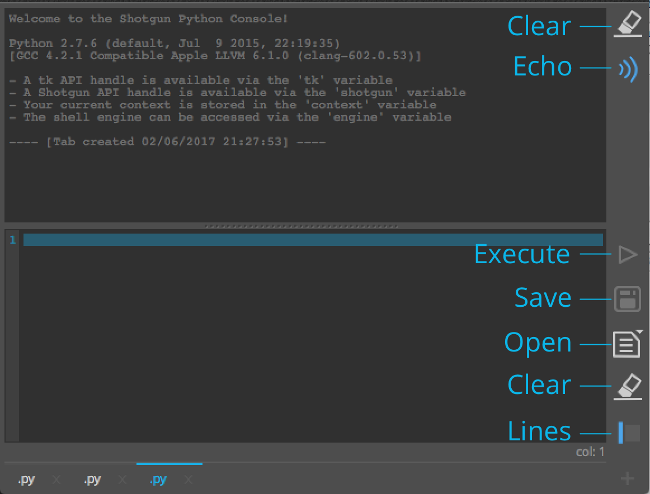 Welcome to the Shotgun Python Console!
Python 2.7.6 (default, Jul  9 2015, 22:19:35)
[GCC 4.2.1 Compatible Apple LLVM 6.1.0 (clang-602.0.53)]
- A tk API handle is available via the 'tk' variable
- A Shotgun API handle is available via the 'shotgun' variable
- Your current context is stored in the 'context' variable
- The shell engine can be accessed via the 'engine' variable
---- [Tab created 02/06/2017 21:27:53] ----
Clear
Echo
1
Execute
Save
Open
Clear
Lines
col: 1
.py x .py x .py x +